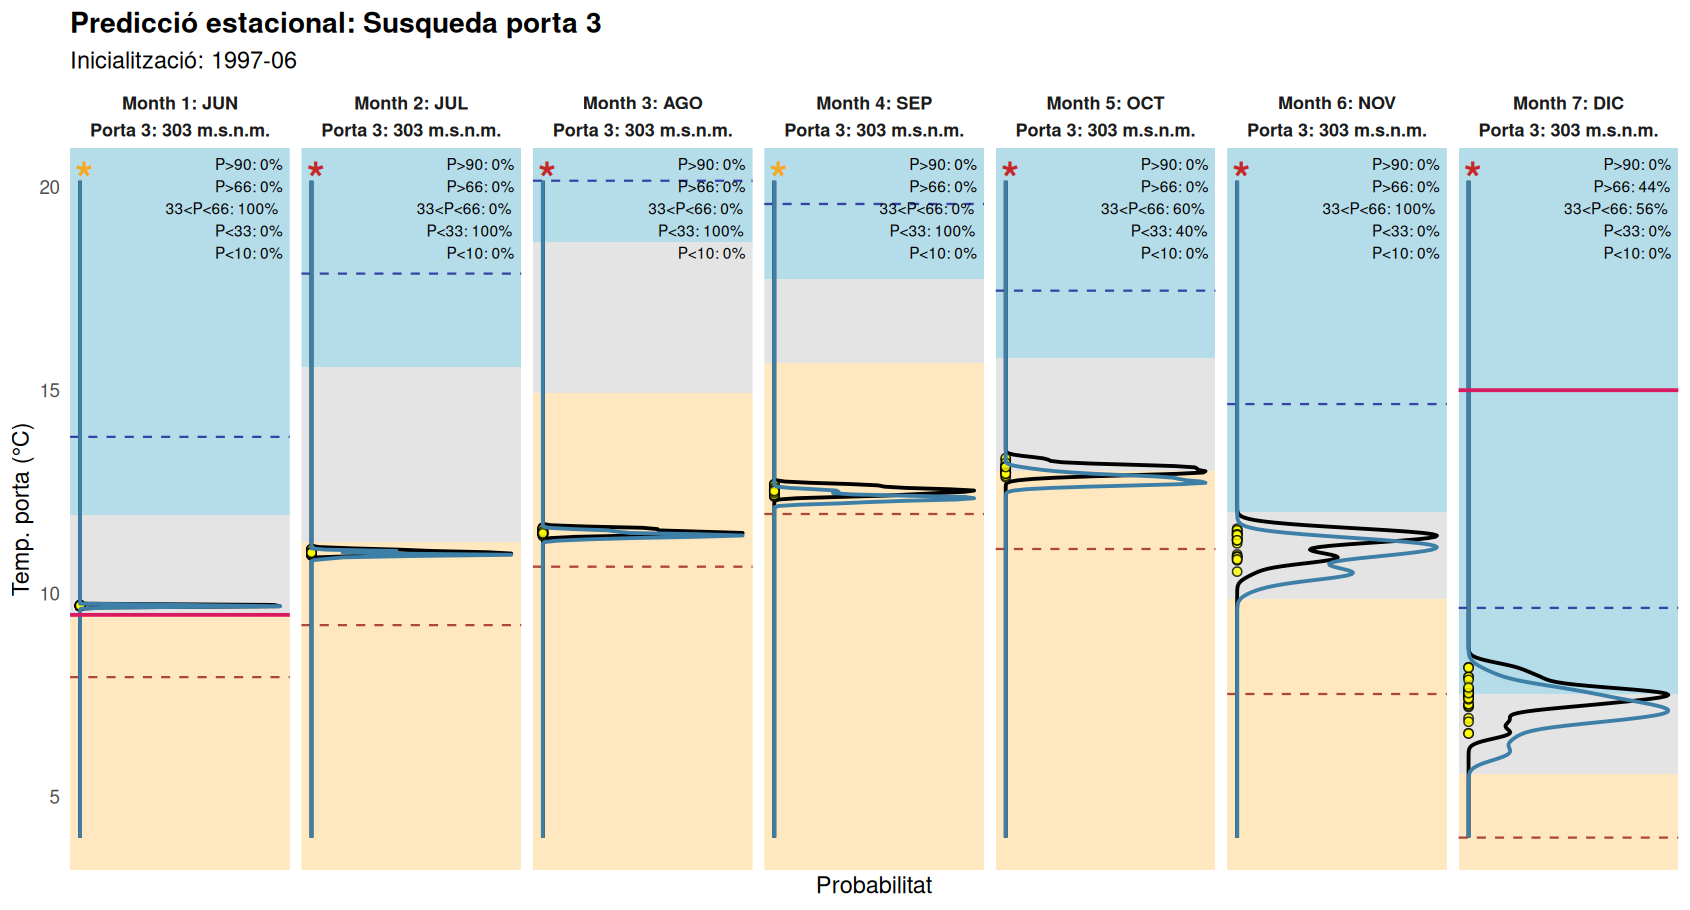 Predicció estacional: Susqueda porta 3
Inicialització: 1997-06
Month 1: JUN
Porta 3: 303 m.s.n.m.
Month 2: JUL
Porta 3: 303 m.s.n.m.
Month 3: AGO
Porta 3: 303 m.s.n.m.
Month 4: SEP
Porta 3: 303 m.s.n.m.
Month 5: OCT
Porta 3: 303 m.s.n.m.
Month 6: NOV
Porta 3: 303 m.s.n.m.
Month 7: DIC
Porta 3: 303 m.s.n.m.
*
P>90: 0%
P>66: 0%
33<P<66: 100%
P<33: 0%
P<10: 0%
*
P>90: 0%
P>66: 0%
33<P<66: 0%
P<33: 100%
P<10: 0%
*
P>90: 0%
P>66: 0%
33<P<66: 0%
P<33: 100%
P<10: 0%
*
P>90: 0%
P>66: 0%
33<P<66: 0%
P<33: 100%
P<10: 0%
*
P>90: 0%
P>66: 0%
33<P<66: 60%
P<33: 40%
P<10: 0%
*
P>90: 0%
P>66: 0%
33<P<66: 100%
P<33: 0%
P<10: 0%
*
P>90: 0%
P>66: 44%
33<P<66: 56%
P<33: 0%
P<10: 0%
20
15
10
5
Temp. porta (°C)
Probabilitat